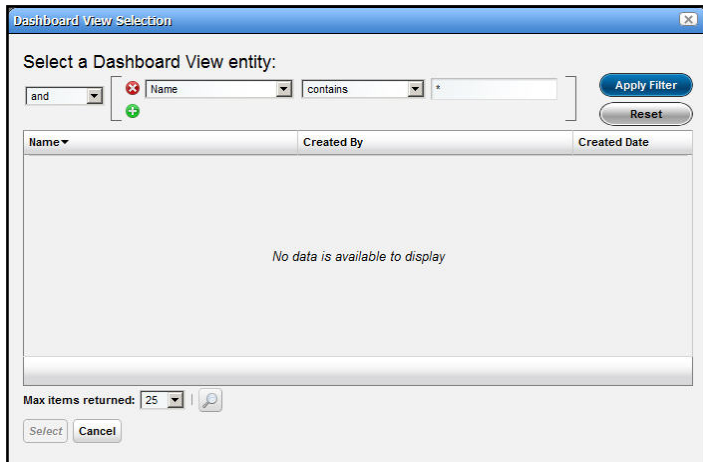 Dashboard View Selection
Select a Dashboard View entity:
and
Name
contains
*
Apply Filter
Reset
Name
Created By
Created Date
No data is available to display
Max items returned: 25
Select
Cancel